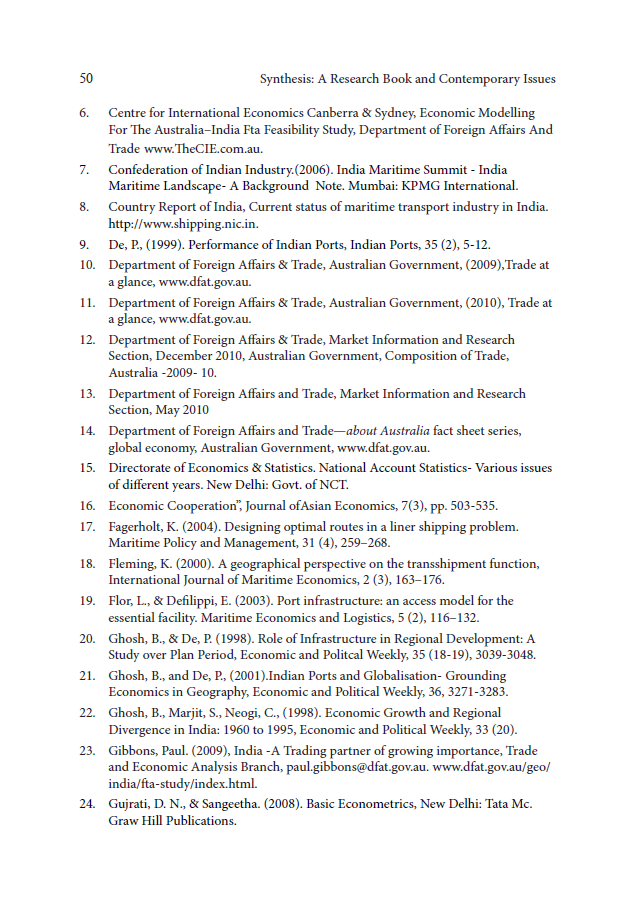 50 Synthesis: A Research Book and Contemporary Issues
6. Centre for International Economics Canberra & Sydney, Economic Modelling
For The Australia–India Fta Feasibility Study, Department of Foreign Affairs And
Trade www.TheCIE.com.au.
7. Confederation of Indian Industry.(2006). India Maritime Summit - India
Maritime Landscape- A Background Note. Mumbai: KPMG International.
8. Country Report of India, Current status of maritime transport industry in India.
http://www.shipping.nic.in.
9. De, P., (1999). Performance of Indian Ports, Indian Ports, 35 (2), 5-12.
10. Department of Foreign Affairs & Trade, Australian Government, (2009),Trade at
a glance, www.dfat.gov.au.
11. Department of Foreign Affairs & Trade, Australian Government, (2010), Trade at
a glance, www.dfat.gov.au.
12. Department of Foreign Affairs & Trade, Market Information and Research
Section, December 2010, Australian Government, Composition of Trade,
Australia -2009- 10.
13. Department of Foreign Affairs and Trade, Market Information and Research
Section, May 2010
14. Department of Foreign Affairs and Trade—about Australia fact sheet series,
global economy, Australian Government, www.dfat.gov.au.
15. Directorate of Economics & Statistics. National Account Statistics- Various issues
of different years. New Delhi: Govt. of NCT.
16. Economic Cooperation”, Journal ofAsian Economics, 7(3), pp. 503-535.
17. Fagerholt, K. (2004). Designing optimal routes in a liner shipping problem.
Maritime Policy and Management, 31 (4), 259–268.
18. Fleming, K. (2000). A geographical perspective on the transshipment function,
International Journal of Maritime Economics, 2 (3), 163–176.
19. Flor, L., & Defilippi, E. (2003). Port infrastructure: an access model for the
essential facility. Maritime Economics and Logistics, 5 (2), 116–132.
20. Ghosh, B., & De, P. (1998). Role of Infrastructure in Regional Development: A
Study over Plan Period, Economic and Politcal Weekly, 35 (18-19), 3039-3048.
21. Ghosh, B., and De, P., (2001).Indian Ports and Globalisation- Grounding
Economics in Geography, Economic and Political Weekly, 36, 3271-3283.
22. Ghosh, B., Marjit, S., Neogi, C., (1998). Economic Growth and Regional
Divergence in India: 1960 to 1995, Economic and Political Weekly, 33 (20).
23. Gibbons, Paul. (2009), India -A Trading partner of growing importance, Trade
and Economic Analysis Branch, paul.gibbons@dfat.gov.au. www.dfat.gov.au/geo/
india/fta-study/index.html.
24. Gujrati, D. N., & Sangeetha. (2008). Basic Econometrics, New Delhi: Tata Mc.
Graw Hill Publications.